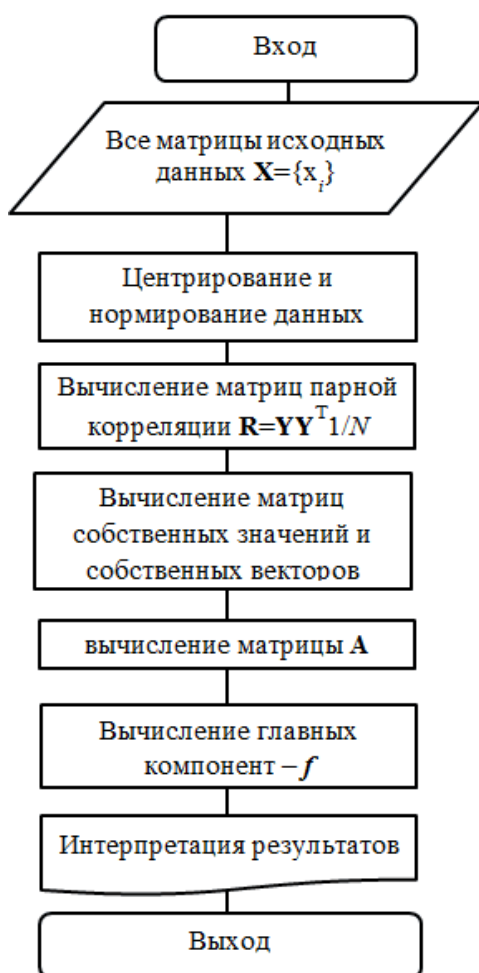 Вход
Все матрицы исходных
данных X={x_i}
Центрирование и
нормирование данных
Вычисление матриц парной
корреляции R=YY^T1/N
Вычисление матриц
собственных значений и
собственных векторов
вычисление матрицы A
Вычисление главных
компонент – f
Интерпретация результатов
Выход